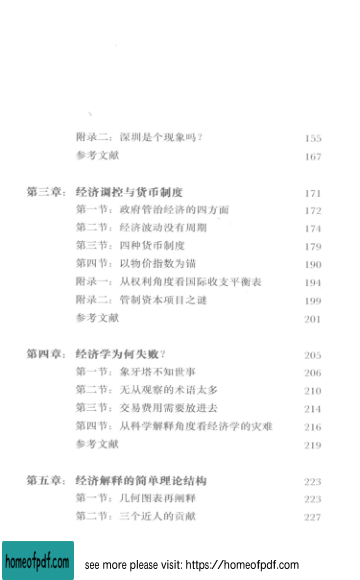 附录二：深圳是个现象吗？ 155
参考文献 167
第三章：经济调控与货币制度 171
第一节：政府管治经济的四方面 172
第二节：经济波动没有周期 174
第三节：四种货币制度 179
第四节：以物价指数为锚 190
附录一：从权利角度看国际收支平衡表 194
附录二：管制资本项目之谜 199
参考文献 201
第四章：经济学为何失败？ 205
第一节：象牙塔不知世事 206
第二节：无从观察的术语太多 210
第三节：交易费用需要放进去 214
第四节：从科学解释角度看经济学的灾难 216
参考文献 219
第五章：经济解释的简单理论结构 223
第一节：几何图表再阐释 223
第二节：三个近人的贡献 227
homeofpdf.com see more please visit: https://homeofpdf.com